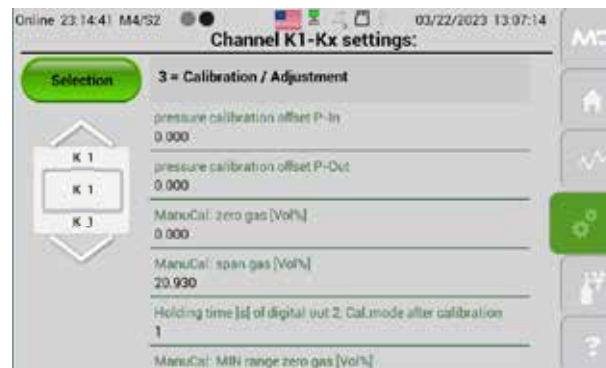 Online 23:14:41 M4/S2 03/22/2023 13:07:14
Channel K1-Kx settings:
Selection
3 = Calibration / Adjustment
pressure calibration offset P-In
0.000
pressure calibration offset P-Out
0.000
K 1
K 1
K J
ManuCal: zero gas [Vol%]
0.000
ManuCal: span gas [Vol%]
20.930
Holding time [s] of digital out 2, Cal.mode after calibration
1
ManuCal: MIN range zero gas [Vol%]
?